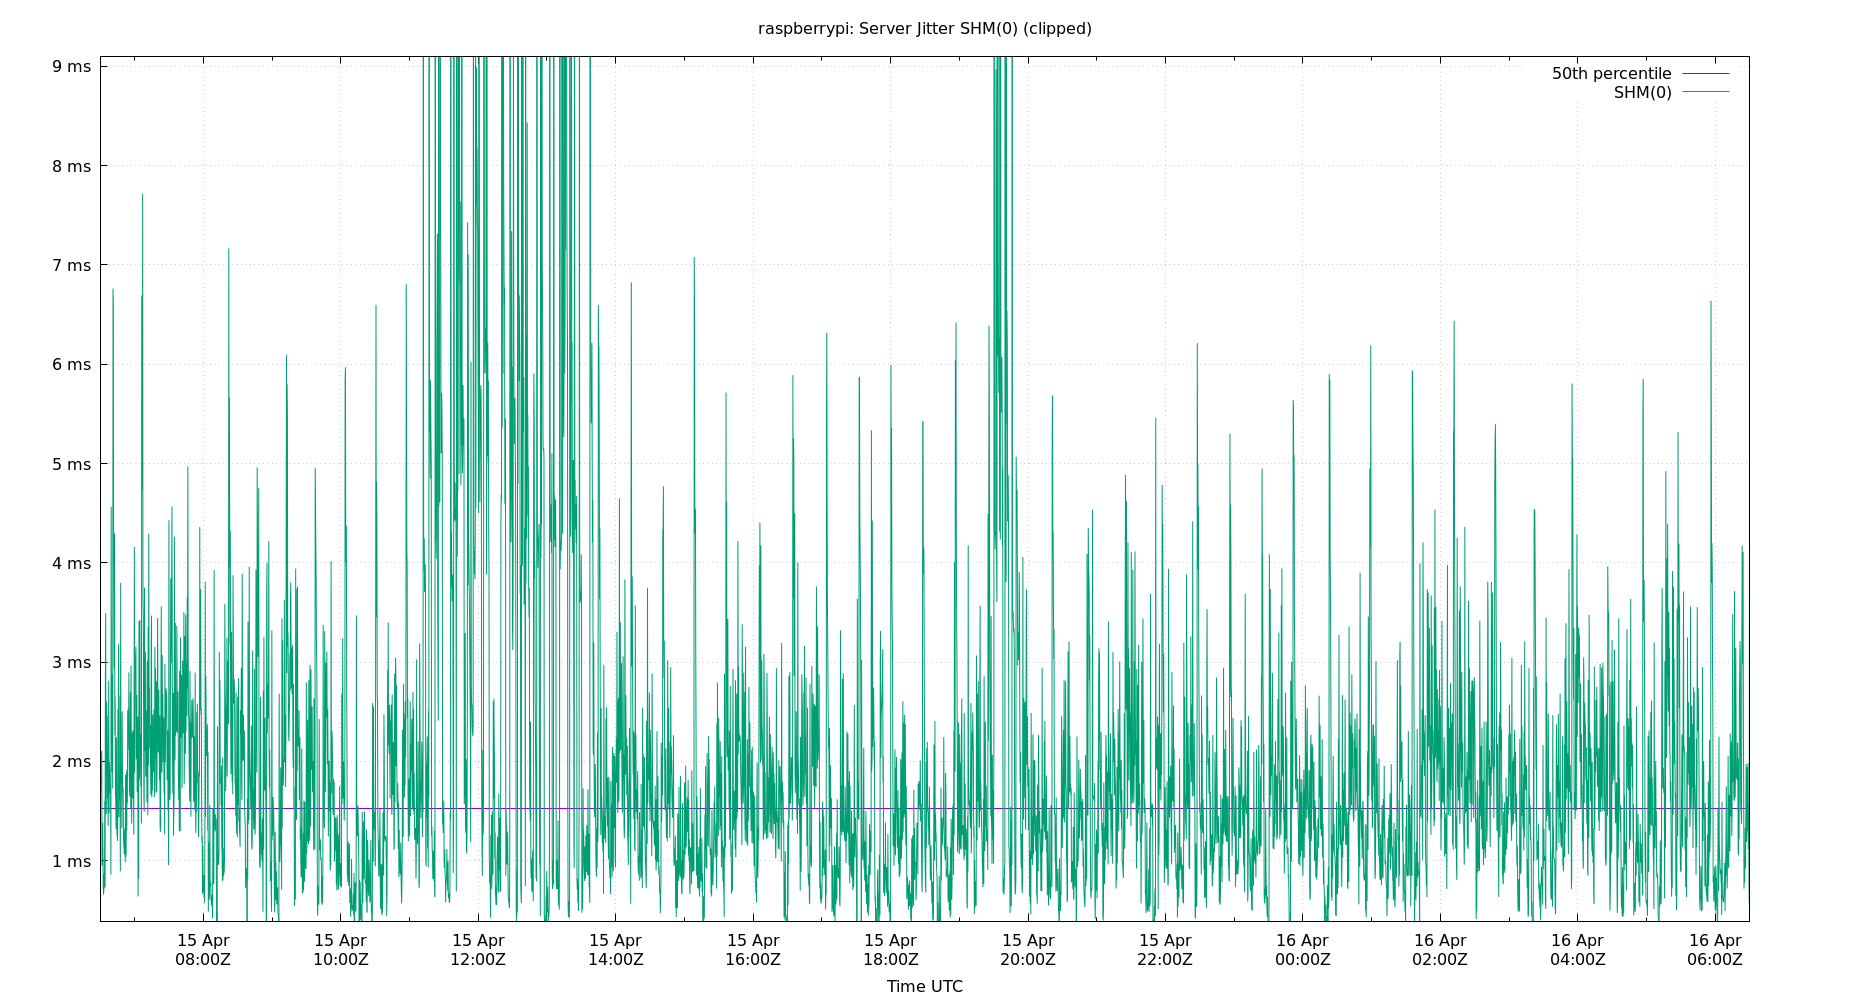 raspberrypi: Server Jitter SHM(0) (clipped)
50th percentile
SHM(0)
9 ms
8 ms
7 ms
6 ms
5 ms
4 ms
3 ms
2 ms
1 ms
15 Apr 15 Apr 15 Apr 15 Apr 15 Apr 15 Apr 15 Apr 15 Apr 16 Apr 16 Apr 16 Apr 16 Apr
08:00Z 10:00Z 12:00Z 14:00Z 16:00Z 18:00Z 20:00Z 22:00Z 00:00Z 02:00Z 04:00Z 06:00Z
Time UTC